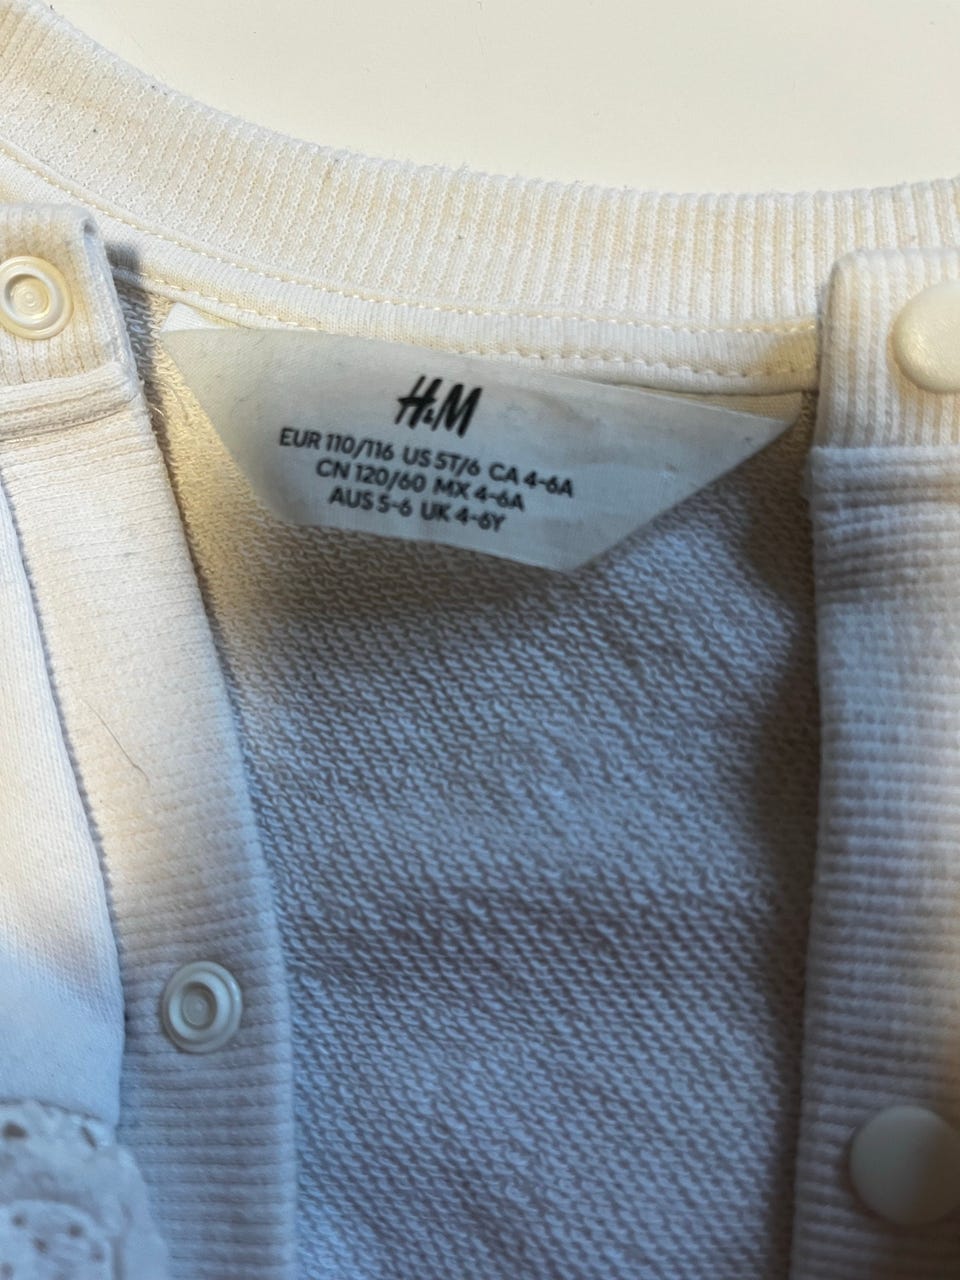 H&M
EUR 110/116 US 5T/6 CA 4-6A
CN 120/60 MX 4-6A
AUS 5-6 UK 4-6Y